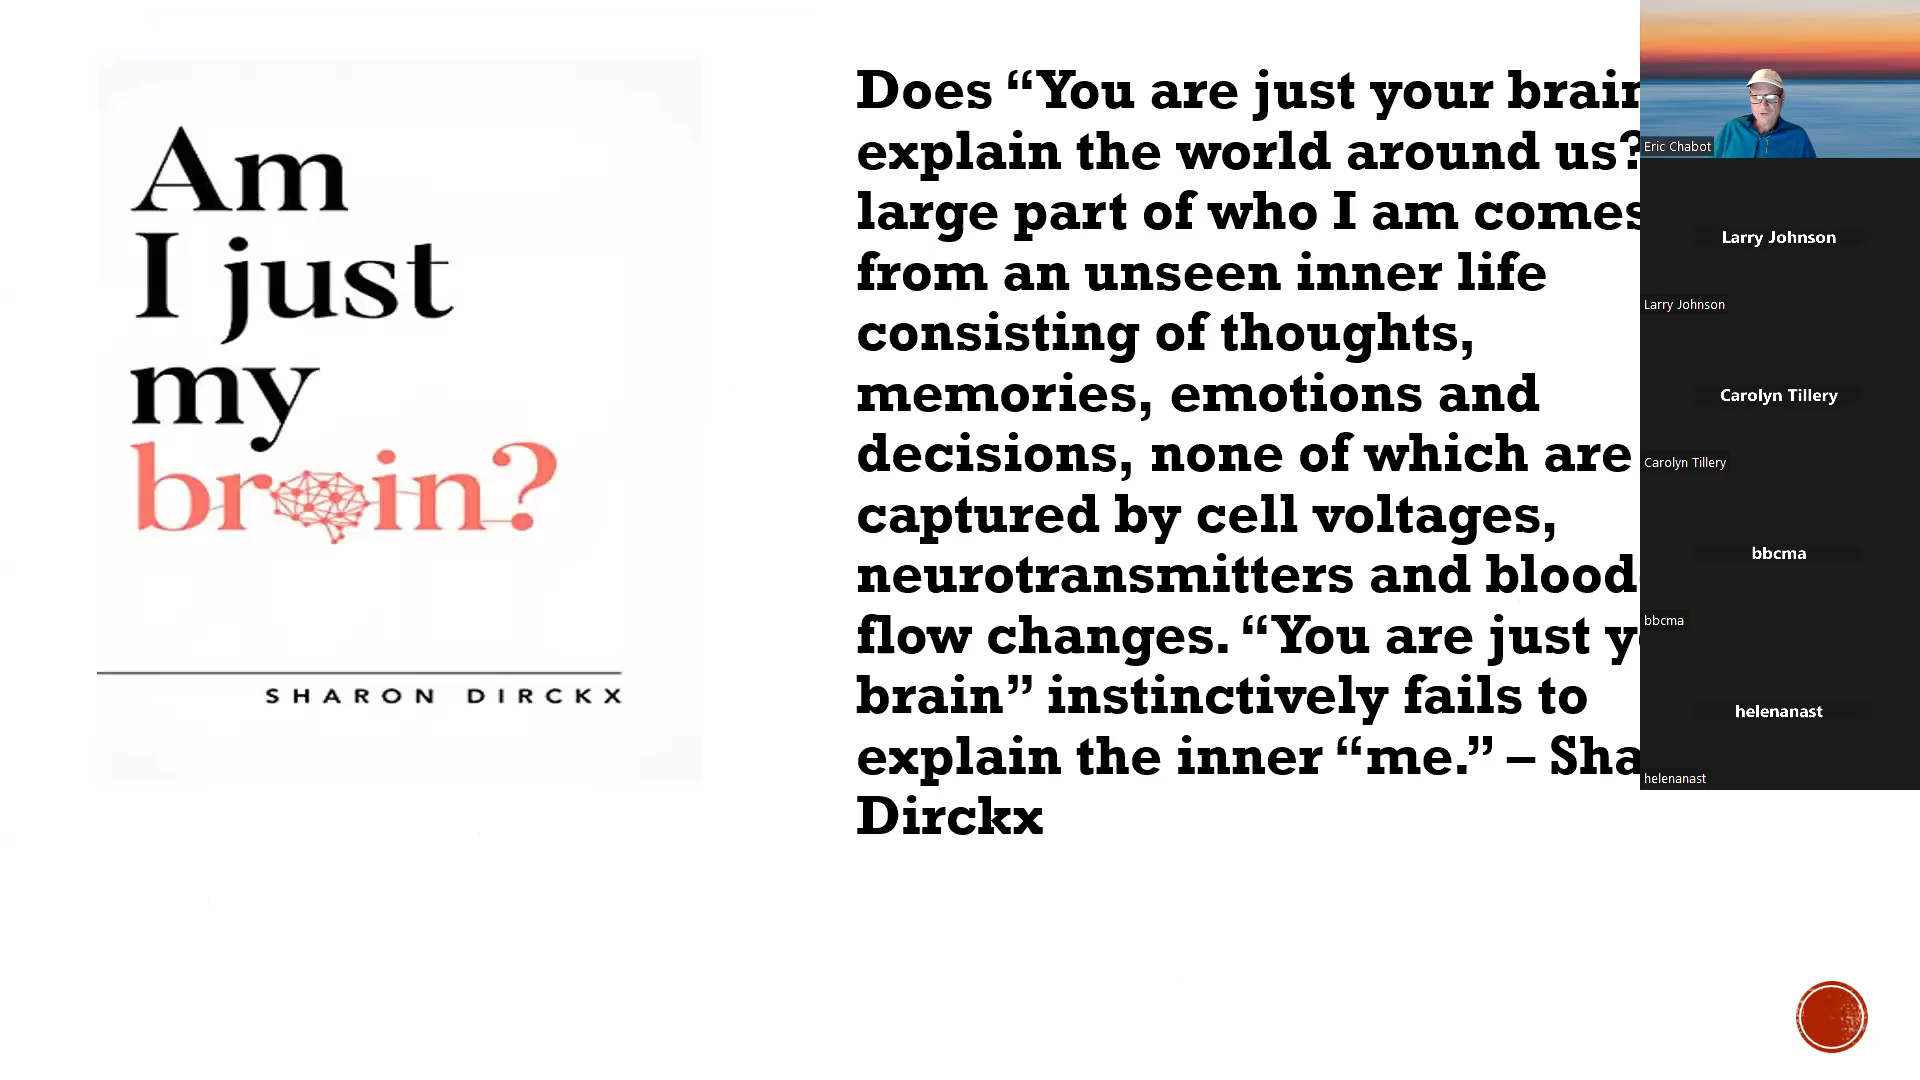 Am
I just
my
brain?
SHARON DIRCKX
Does “You are just your brain
explain the world around us?
large part of who I am comes
from an unseen inner life
consisting of thoughts,
memories, emotions and
decisions, none of which are
captured by cell voltages,
neurotransmitters and blood
flow changes. “You are just
brain” instinctively fails to
explain the inner “me.” –
Dirckx
Eric Chabot
Larry Johnson
Larry Johnson
Carolyn Tillery
Carolyn Tillery
bbcma
bbcma
helenanast
helenanast